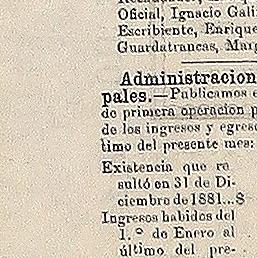 Oficial, Ignacio Gali
Escribiente, Enrique
Guardatrancas, Marg
Administracion
pales.—Publicamos e
de primera operacion p
de los ingresos y egres
timo del presente mes:
Existencia que re
sultó en 31 de Di-
ciembre de 1881...$
Ingresos habidos del
1.º de Enero al
último del pre-